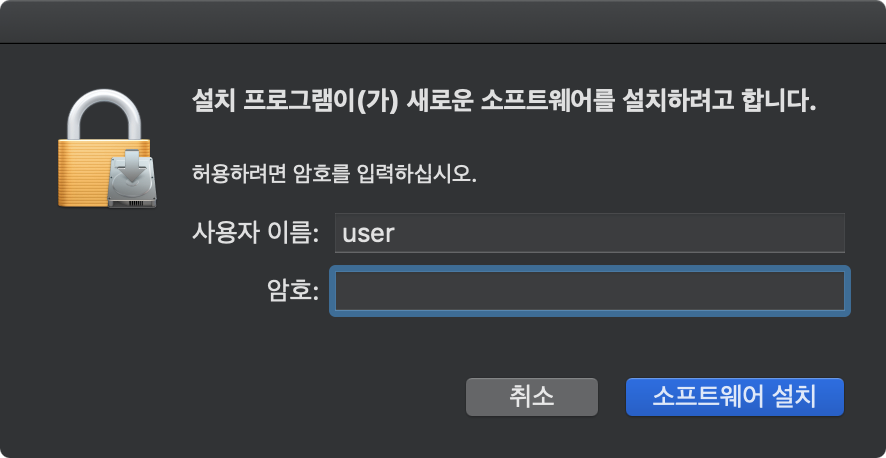 설치 프로그램이(가) 새로운 소프트웨어를 설치하려고 합니다.
허용하려면 암호를 입력하십시오.
사용자 이름: user
암호:
취소 소프트웨어 설치